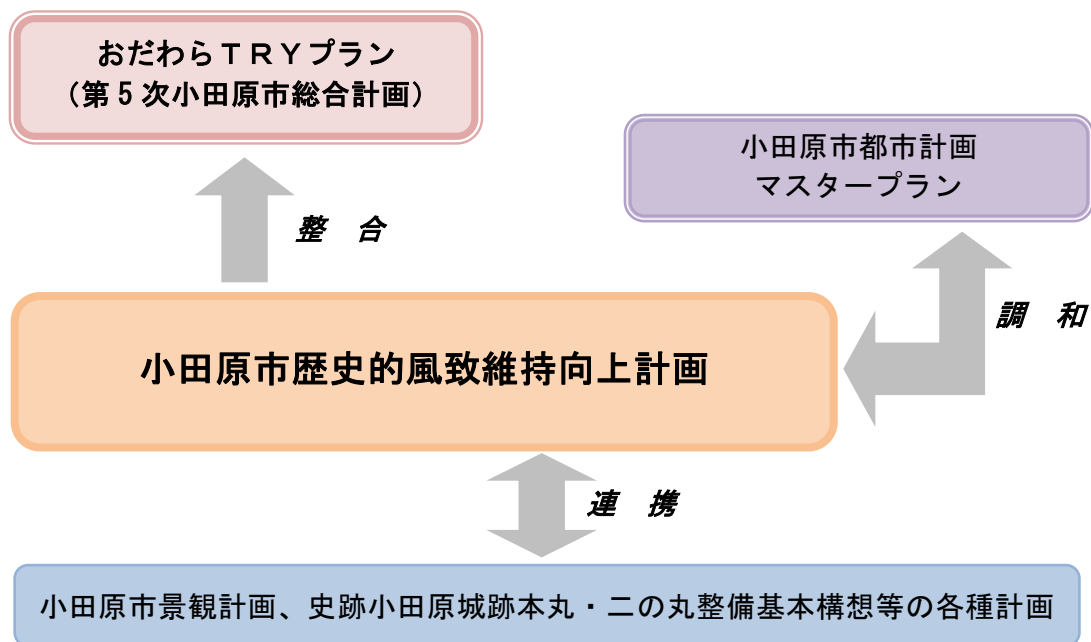 おだわらＴＲＹプラン
（第５次小田原市総合計画）
小田原市都市計画
マスタープラン
整　合
調　和
小田原市歴史的風致維持向上計画
連　携
小田原市景観計画、史跡小田原城跡本丸・二の丸整備基本構想等の各種計画